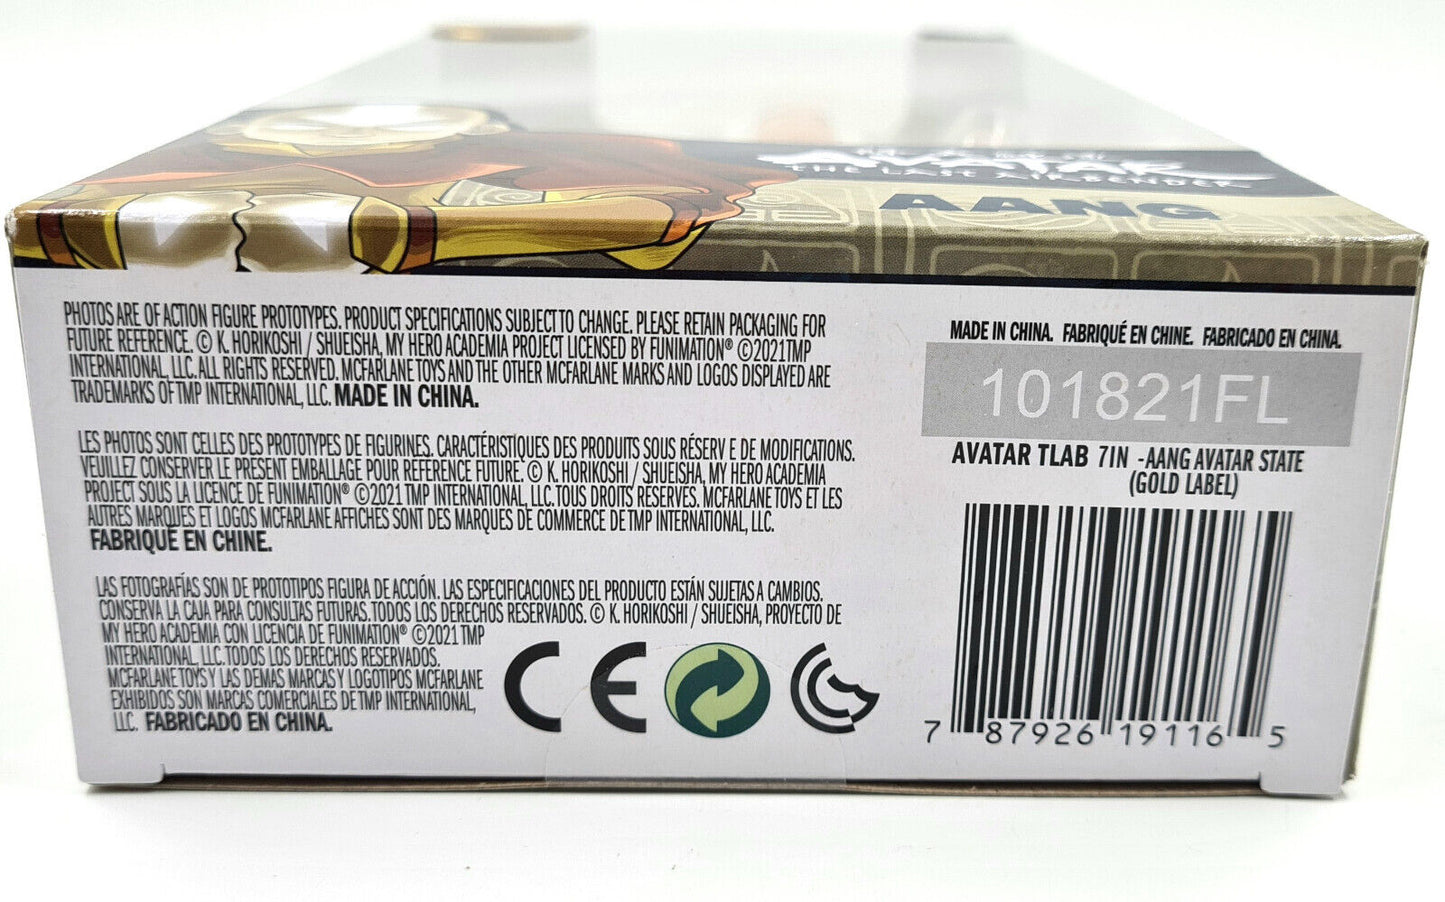 AVATAR
THE LAST AIRBENDER
AANG
PHOTOS ARE OF ACTION FIGURE PROTOTYPES. PRODUCT SPECIFICATIONS SUBJECT TO CHANGE. PLEASE RETAIN PACKAGING FOR
FUTURE REFERENCE. © K. HORIKOSHI / SHUEISHA, MY HERO ACADEMIA PROJECT LICENSED BY FUNIMATION® ©2021 TMP
INTERNATIONAL, LLC. ALL RIGHTS RESERVED. MCFARLANE TOYS AND THE OTHER MCFARLANE MARKS AND LOGOS DISPLAYED ARE
TRADEMARKS OF TMP INTERNATIONAL, LLC. MADE IN CHINA.
LES PHOTOS SONT CELLES DES PROTOTYPES DE FIGURINES. CARACTÉRISTIQUES DES PRODUITS SOUS RÉSERV E DE MODIFICATIONS.
VEUILLEZ CONSERVER LE PRESENT EMBALLAGE POUR REFERENCE FUTURE. © K. HORIKOSHI / SHUEISHA, MY HERO ACADEMIA
PROJECT SOUS LA LICENCE DE FUNIMATION® ©2021 TMP INTERNATIONAL, LLC. TOUS DROITS RESERVES. MCFARLANE TOYS ET LES
AUTRES MARQUES ET LOGOS MCFARLANE AFFICHES SONT DES MARQUES DE COMMERCE DE TMP INTERNATIONAL, LLC.
FABRIQUÉ EN CHINE.
LAS FOTOGRAFÍAS SON DE PROTOTIPOS FIGURA DE ACCIÓN. LAS ESPECIFICACIONES DEL PRODUCTO ESTÁN SUJETAS A CAMBIOS.
CONSERVA LA CAJA PARA CONSULTAS FUTURAS. TODOS LOS DERECHOS RESERVADOS. © K. HORIKOSHI / SHUEISHA, PROYECTO DE
MY HERO ACADEMIA CON LICENCIA DE FUNIMATION® ©2021 TMP
INTERNATIONAL, LLC. TODOS LOS DERECHOS RESERVADOS.
MCFARLANE TOYS Y LAS DEMAS MARCAS Y LOGOTIPOS MCFARLANE
EXHIBIDOS SON MARCAS COMERCIALES DE TMP INTERNATIONAL,
LLC. FABRICADO EN CHINA.
CE
MADE IN CHINA. FABRIQUÉ EN CHINE. FABRICADO EN CHINA.
101821FL
AVATAR TLAB 7IN -AANG AVATAR STATE
(GOLD LABEL)
7 87926 19116 5